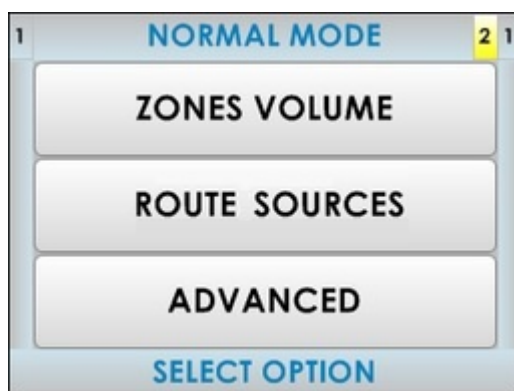 1 NORMAL MODE 2 1
ZONES VOLUME
ROUTE SOURCES
ADVANCED
SELECT OPTION